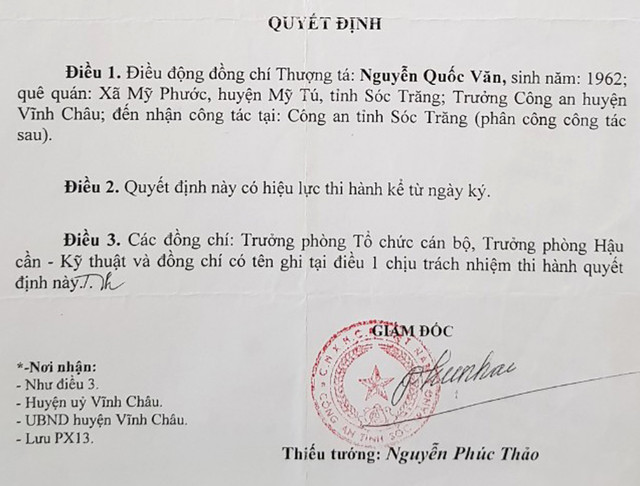 QUYẾT ĐỊNH
Điều 1. Điều động đồng chí Thượng tá: Nguyễn Quốc Văn, sinh năm: 1962;
quê quán: Xã Mỹ Phước, huyện Mỹ Tú, tỉnh Sóc Trăng; Trưởng Công an huyện
Vĩnh Châu; đến nhận công tác tại: Công an tỉnh Sóc Trăng (phân công công tác
sau).
Điều 2. Quyết định này có hiệu lực thi hành kể từ ngày ký.
Điều 3. Các đồng chí: Trưởng phòng Tổ chức cán bộ, Trưởng phòng Hậu
cần - Kỹ thuật và đồng chí có tên ghi tại điều 1 chịu trách nhiệm thi hành quyết
định này.
GIÁM ĐỐC
*-Nơi nhận:
- Như điều 3.
- Huyện uỷ Vĩnh Châu.
- UBND huyện Vĩnh Châu.
- Lưu PX13.
CÔNG AN TỈNH SÓC
Thiếu tướng: Nguyễn Phúc Thảo